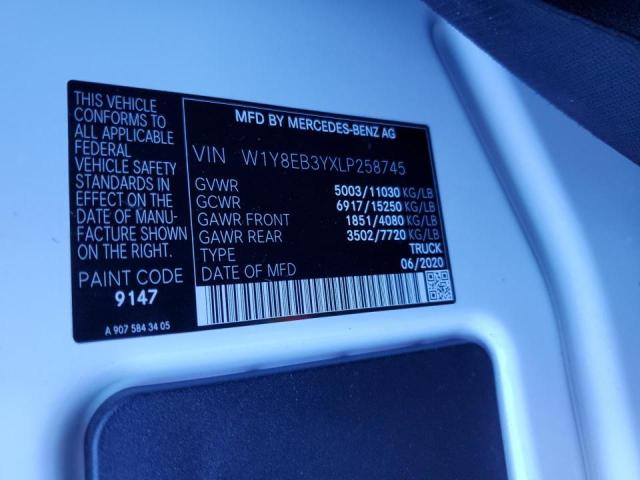 THIS VEHICLE
CONFORMS TO
ALL APPLICABLE
FEDERAL MOTOR
VEHICLE SAFETY
STANDARDS IN
EFFECT ON THE
DATE OF MANU-
FACTURE SHOWN
ON THE RIGHT.
PAINT CODE
9147
A 907 584 34 05
MFD BY MERCEDES-BENZ AG
VIN W1Y8EB3YXLP258745
GVWR 5003/11030 KG/LB
GCWR 6917/15250 KG/LB
GAWR FRONT 1851/4080 KG/LB
GAWR REAR 3502/7720 KG/LB
TYPE TRUCK
DATE OF MFD 06/2020